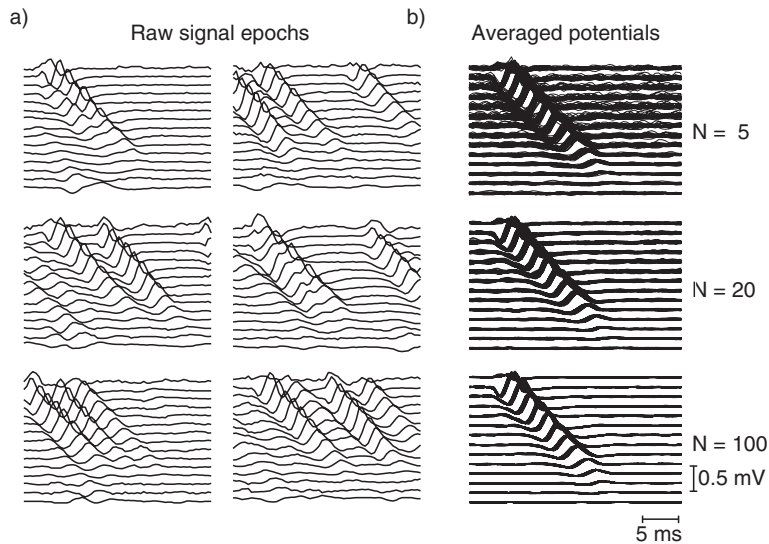 a)
Raw signal epochs
b)
Averaged potentials
N = 5
N = 20
N = 100
0.5 mV
5 ms